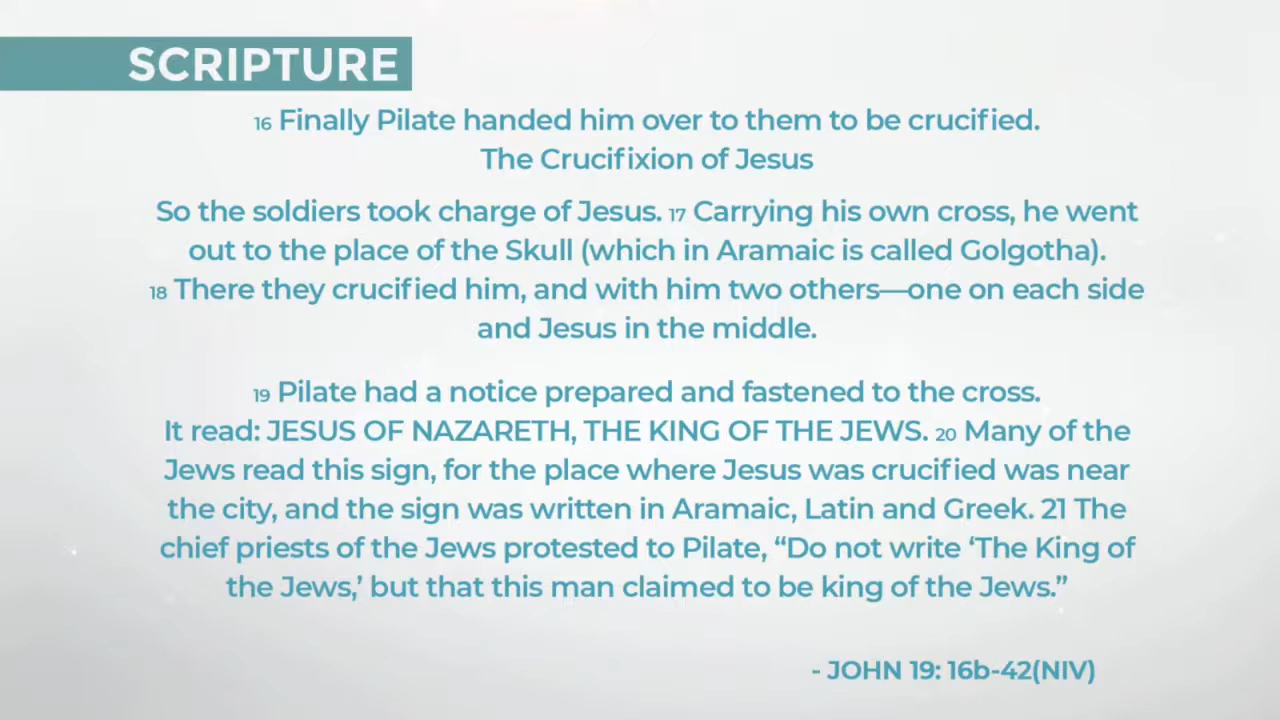 SCRIPTURE
16 Finally Pilate handed him over to them to be crucified.
The Crucifixion of Jesus
So the soldiers took charge of Jesus. 17 Carrying his own cross, he went
out to the place of the Skull (which in Aramaic is called Golgotha).
18 There they crucified him, and with him two others—one on each side
and Jesus in the middle.
19 Pilate had a notice prepared and fastened to the cross.
It read: JESUS OF NAZARETH, THE KING OF THE JEWS. 20 Many of the
Jews read this sign, for the place where Jesus was crucified was near
the city, and the sign was written in Aramaic, Latin and Greek. 21 The
chief priests of the Jews protested to Pilate, “Do not write ‘The King of
the Jews,’ but that this man claimed to be king of the Jews.”
- JOHN 19: 16b-42(NIV)